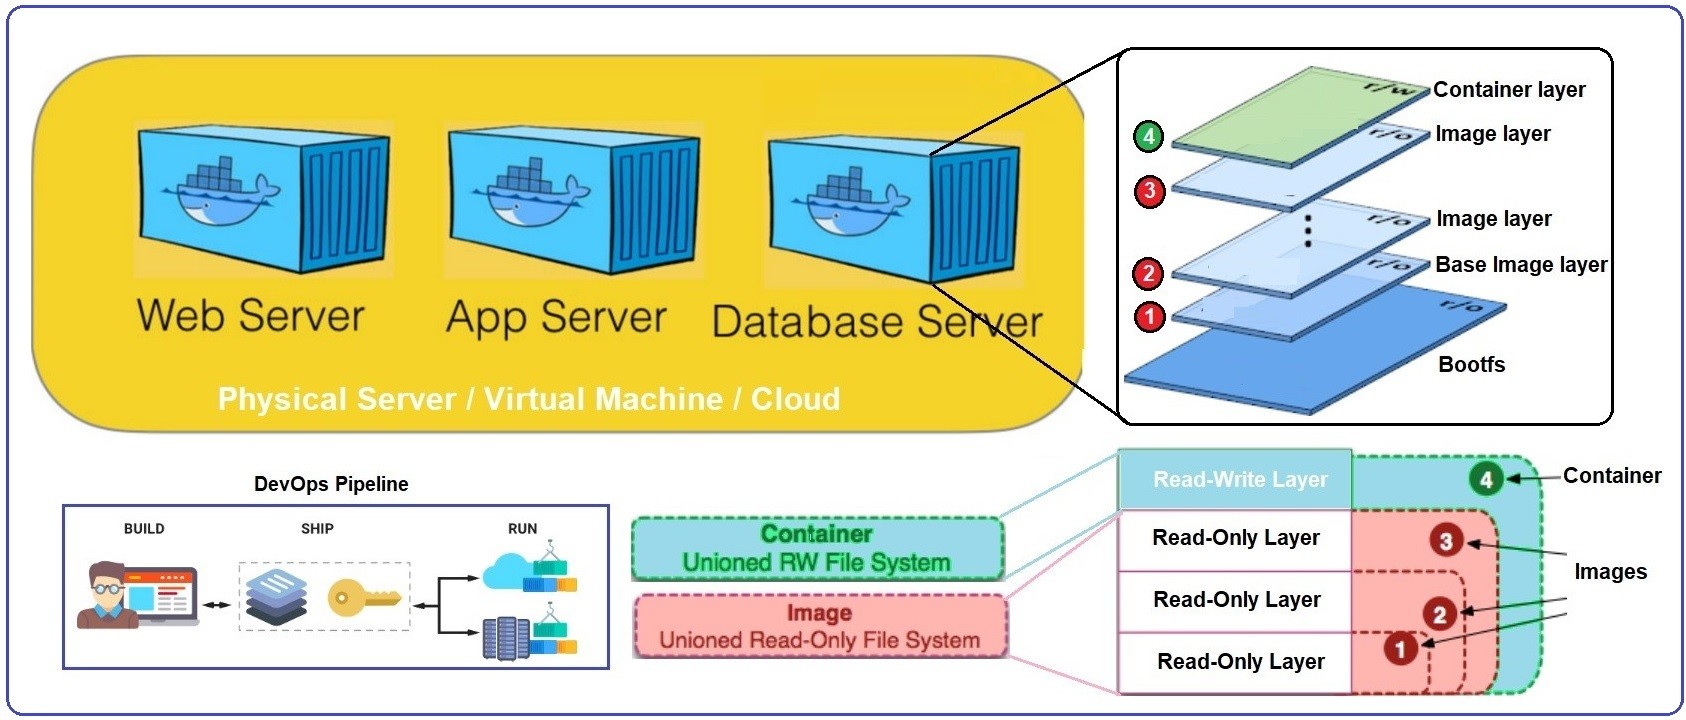 Web Server
App Server
Database Server
Physical Server / Virtual Machine / Cloud
r/w
Container layer
4
r/o
Image layer
3
r/o
Image layer
2
r/o
Base Image layer
1
r/o
Bootfs
DevOps Pipeline
BUILD
SHIP
RUN
Container
Unioned RW File System
Image
Unioned Read-Only File System
Read-Write Layer
4
Container
Read-Only Layer
3
Images
Read-Only Layer
2
Read-Only Layer
1